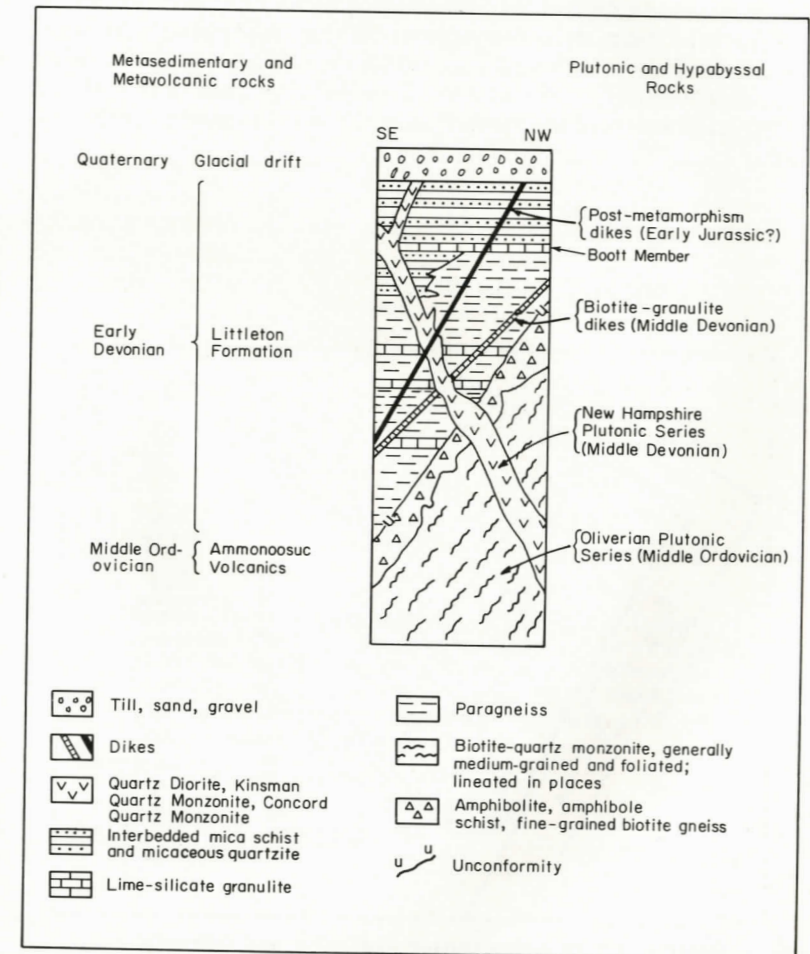 Metasedimentary and
Metavolcanic rocks
Plutonic and Hypabyssal
Rocks
SE
NW
Quaternary Glacial drift
Post-metamorphism
dikes (Early Jurassic?)
Boott Member
Biotite-granulite
dikes (Middle Devonian)
Early
Devonian
Littleton
Formation
New Hampshire
Plutonic Series
(Middle Devonian)
Oliverian Plutonic
Series (Middle Ordovician)
Middle Ord-
ovician
Ammonoosuc
Volcanics
u
u
Till, sand, gravel
Dikes
Quartz Diorite, Kinsman
Quartz Monzonite, Concord
Quartz Monzonite
Interbedded mica schist
and micaceous quartzite
Lime-silicate granulite
Paragneiss
Biotite-quartz monzonite, generally
medium-grained and foliated;
lineated in places
Amphibolite, amphibole
schist, fine-grained biotite gneiss
u u
Unconformity